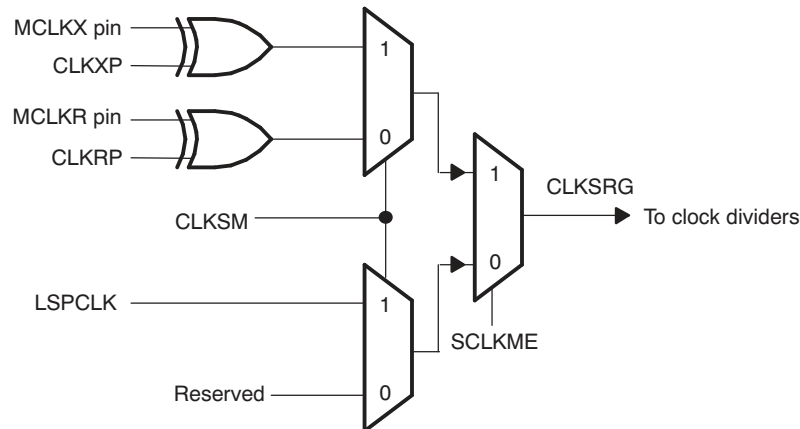 MCLKX pin
CLKXP
1
MCLKR pin
CLKRP
0
1
CLKSRG
To clock dividers
CLKSM
0
LSPCLK
1
SCLKME
Reserved
0